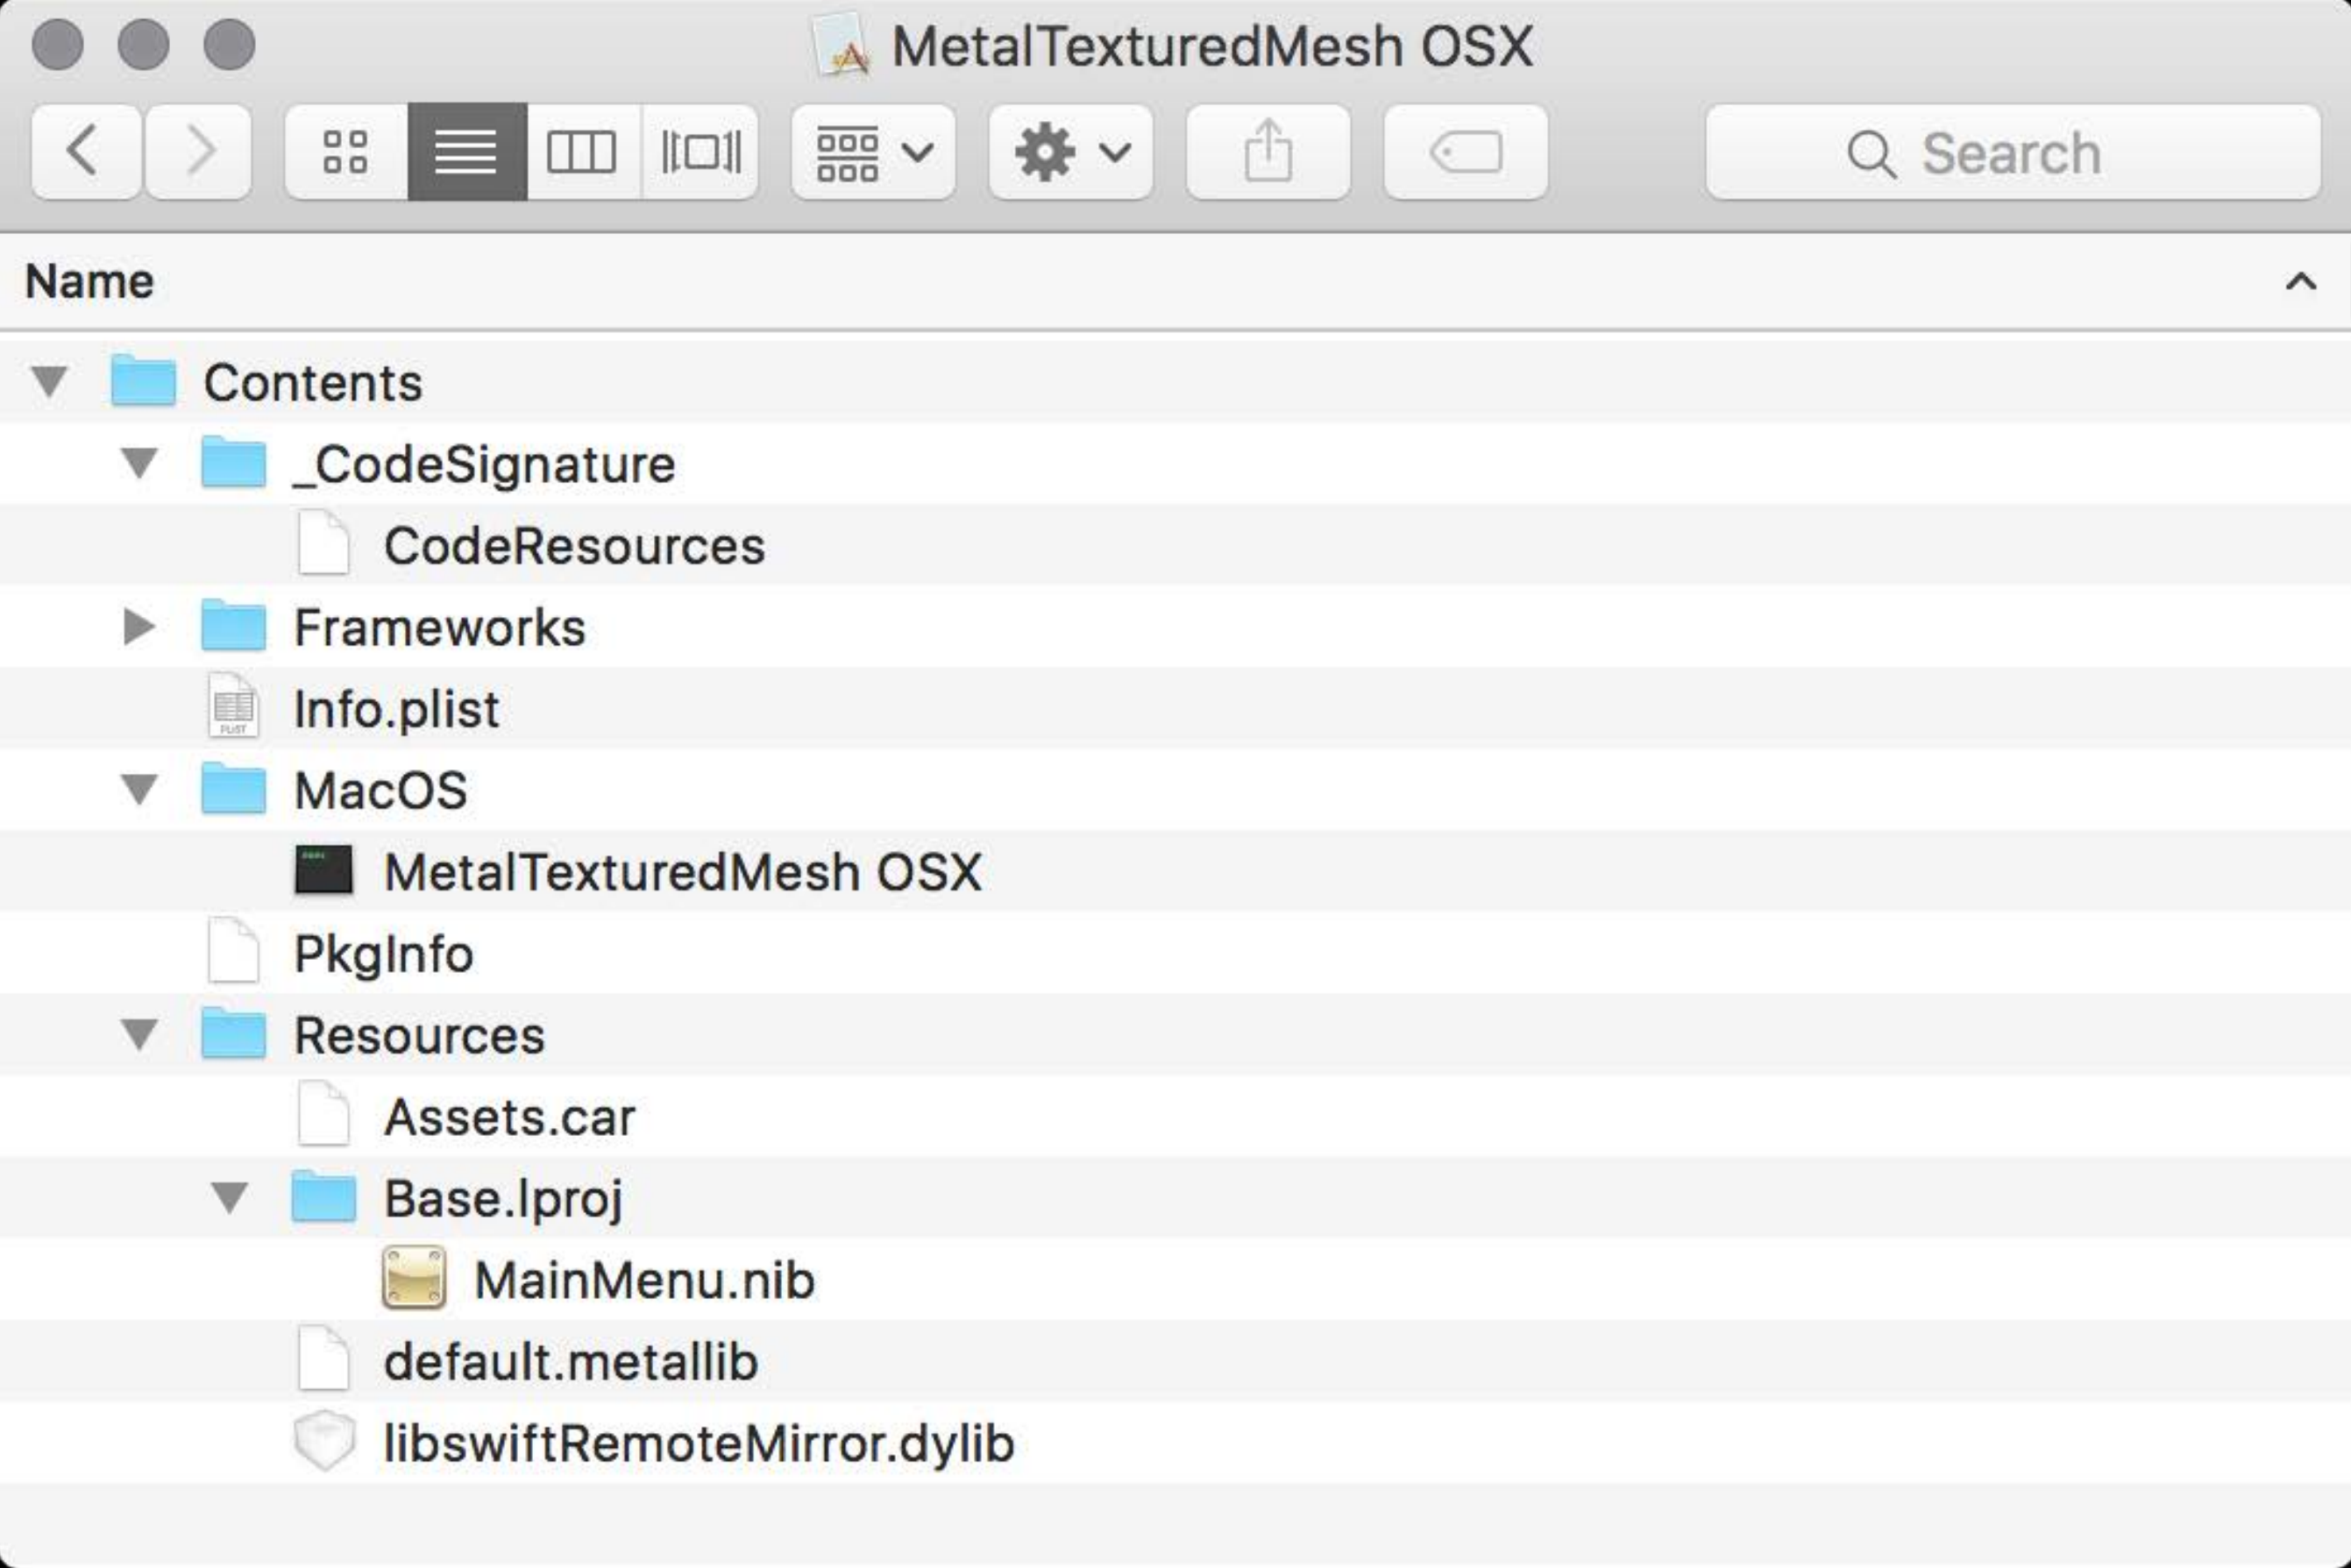 MetalTexturedMesh OSX
Search
Name
Contents
_CodeSignature
CodeResources
Frameworks
Info.plist
MacOS
MetalTexturedMesh OSX
PkgInfo
Resources
Assets.car
Base.lproj
MainMenu.nib
default.metallib
libswiftRemoteMirror.dylib